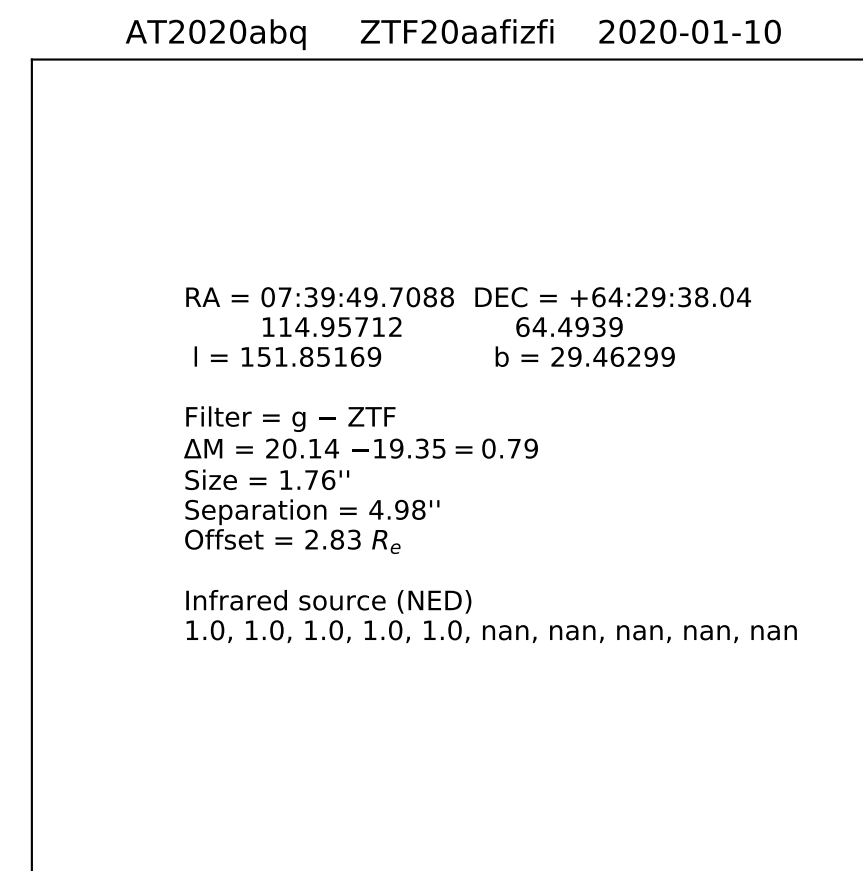 AT2020abq ZTF20aafizfi 2020-01-10
RA = 07:39:49.7088 DEC = +64:29:38.04
114.95712 64.4939
l = 151.85169 b = 29.46299
Filter = g − ZTF
ΔM = 20.14 −19.35 = 0.79
Size = 1.76''
Separation = 4.98''
Offset = 2.83 Re
Infrared source (NED)
1.0, 1.0, 1.0, 1.0, 1.0, nan, nan, nan, nan, nan